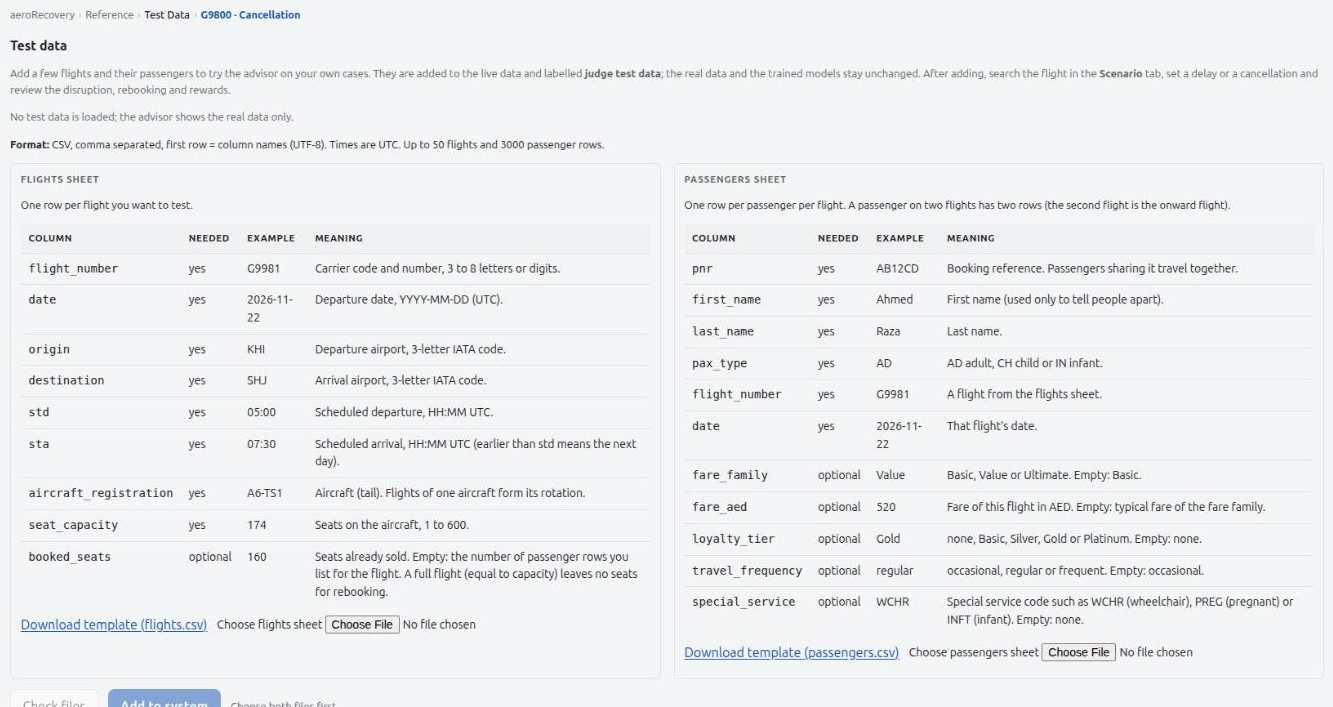 aeroRecovery › Reference › Test Data › G9800 · Cancellation
Test data
Add a few flights and their passengers to try the advisor on your own cases. They are added to the live data and labelled judge test data; the real data and the trained models stay unchanged. After adding, search the flight in the Scenario tab, set a delay or a cancellation and
review the disruption, rebooking and rewards.
No test data is loaded; the advisor shows the real data only.
Format: CSV, comma separated, first row = column names (UTF-8). Times are UTC. Up to 50 flights and 3000 passenger rows.
FLIGHTS SHEET
One row per flight you want to test.
COLUMN NEEDED EXAMPLE MEANING
flight_number yes G9981 Carrier code and number, 3 to 8 letters or digits.
date yes 2026-11-
22 Departure date, YYYY-MM-DD (UTC).
origin yes KHI Departure airport, 3-letter IATA code.
destination yes SHJ Arrival airport, 3-letter IATA code.
std yes 05:00 Scheduled departure, HH:MM UTC.
sta yes 07:30 Scheduled arrival, HH:MM UTC (earlier than std means the next
day).
aircraft_registration yes A6-TS1 Aircraft (tail). Flights of one aircraft form its rotation.
seat_capacity yes 174 Seats on the aircraft, 1 to 600.
booked_seats optional 160 Seats already sold. Empty: the number of passenger rows you
list for the flight. A full flight (equal to capacity) leaves no seats
for rebooking.
Download template (flights.csv) Choose flights sheet Choose File No file chosen
PASSENGERS SHEET
One row per passenger per flight. A passenger on two flights has two rows (the second flight is the onward flight).
COLUMN NEEDED EXAMPLE MEANING
pnr yes AB12CD Booking reference. Passengers sharing it travel together.
first_name yes Ahmed First name (used only to tell people apart).
last_name yes Raza Last name.
pax_type yes AD AD adult, CH child or IN infant.
flight_number yes G9981 A flight from the flights sheet.
date yes 2026-11-
22 That flight's date.
fare_family optional Value Basic, Value or Ultimate. Empty: Basic.
fare_aed optional 520 Fare of this flight in AED. Empty: typical fare of the fare family.
loyalty_tier optional Gold none, Basic, Silver, Gold or Platinum. Empty: none.
travel_frequency optional regular occasional, regular or frequent. Empty: occasional.
special_service optional WCHR Special service code such as WCHR (wheelchair), PREG (pregnant) or
INFT (infant). Empty: none.
Download template (passengers.csv) Choose passengers sheet Choose File No file chosen
Check files Add to system Choose both files first